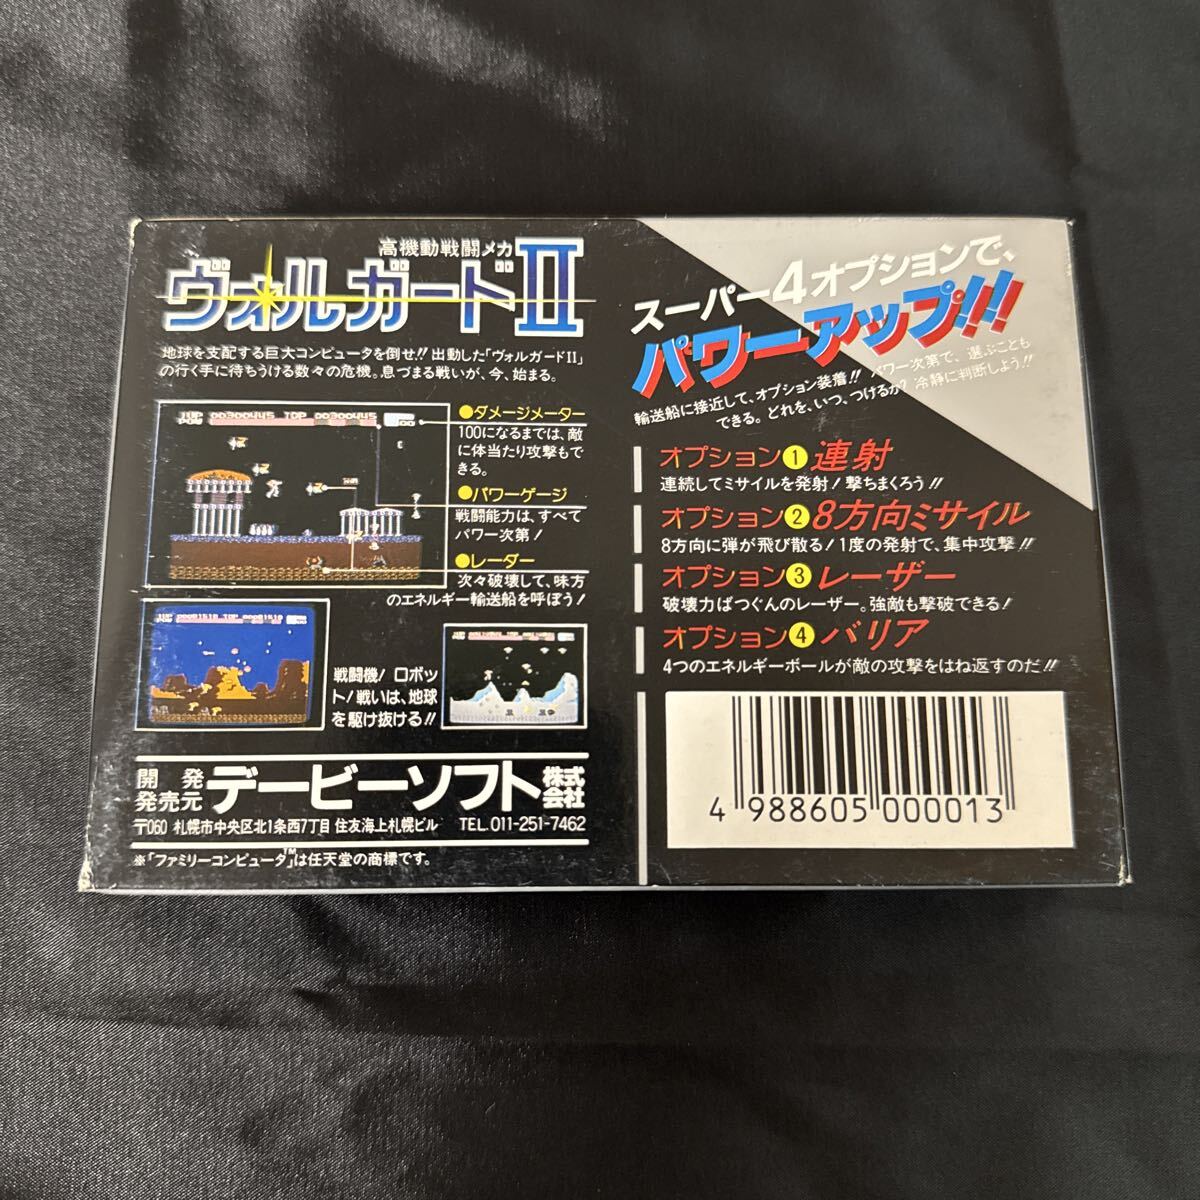 高機動戦闘メカ
ヴォルガードII
地球を支配する巨大コンピュータを倒せ!! 出動した「ヴォルガードII」
の行く手に待ちうける数々の危機。息づまる戦いが、今、始まる。
1UP 00300445 TOP 00300445
●ダメージメーター
100になるまでは、敵
に体当たり攻撃もで
きる。
●パワーゲージ
戦闘能力は、すべて
パワー次第!
●レーダー
次々破壊して、味方
のエネルギー輸送船を呼ぼう!
戦闘機! ロボッ
ト! 戦いは、地球
を駆け抜ける!!
開発
発売元
デービーソフト株式会社
〒060 札幌市中央区北1条西7丁目 住友海上札幌ビル TEL.011-251-7462
※「ファミリーコンピュータ™」は任天堂の商標です。
スーパー4オプションで、
パワーアップ!!!
輸送船に接近して、オプション装着!! パワー次第で、選ぶことも
できる。どれを、いつ、つけるか? 冷静に判断しよう!!
オプション1 連射
連続してミサイルを発射! 撃ちまくろう!!
オプション2 8方向ミサイル
8方向に弾が飛び散る! 1度の発射で、集中攻撃!!
オプション3 レーザー
破壊力ばつぐんのレーザー。強敵も撃破できる!
オプション4 バリア
4つのエネルギーボールが敵の攻撃をはね返すのだ!!
4 988605 000013